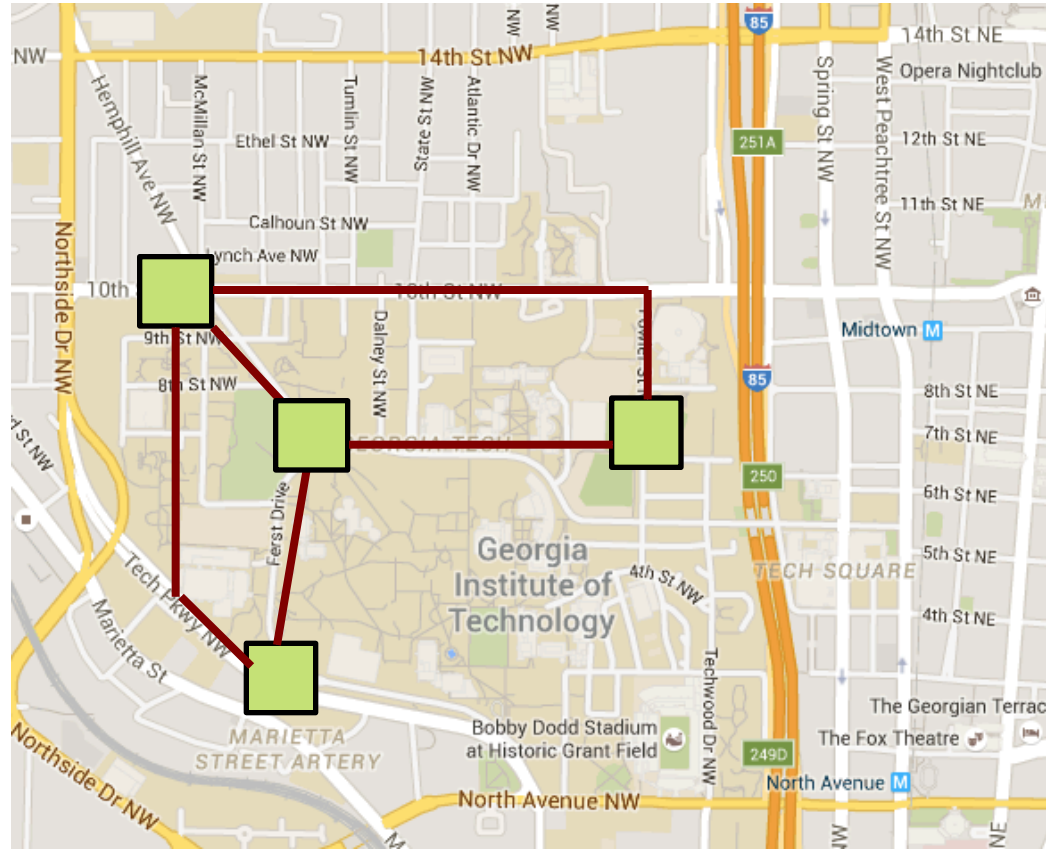 NW
NW
85
14th St NW
14th St NE
NW
Opera Nightclub
Hemphill Ave NW
McMillan St NW
Tumlin St NW
State St NW
Atlantic Dr NW
Spring St NW
West Peachtree St NW
Ethel St NW
251A
12th St NE
11th St NE
Calhoun St NW
Lynch Ave NW
Northside Dr NW
10th
10th St NW
9th St NW
Dalney St NW
Midtown M
8th St NW
85
8th St NE
GEORGIA TECH
7th St NE
250
6th St NE
Ferst Drive
Georgia
Institute of
Technology
5th St NE
TECH SQUARE
4th St NW
4th St NE
Tech Pkwy NW
Marietta St
Techwood Dr NW
The Georgian Terrac
Bobby Dodd Stadium
at Historic Grant Field
The Fox Theatre
MARIETTA
STREET ARTERY
249D
North Avenue M
Northside Dr NW
North Avenue NW
NW
NE